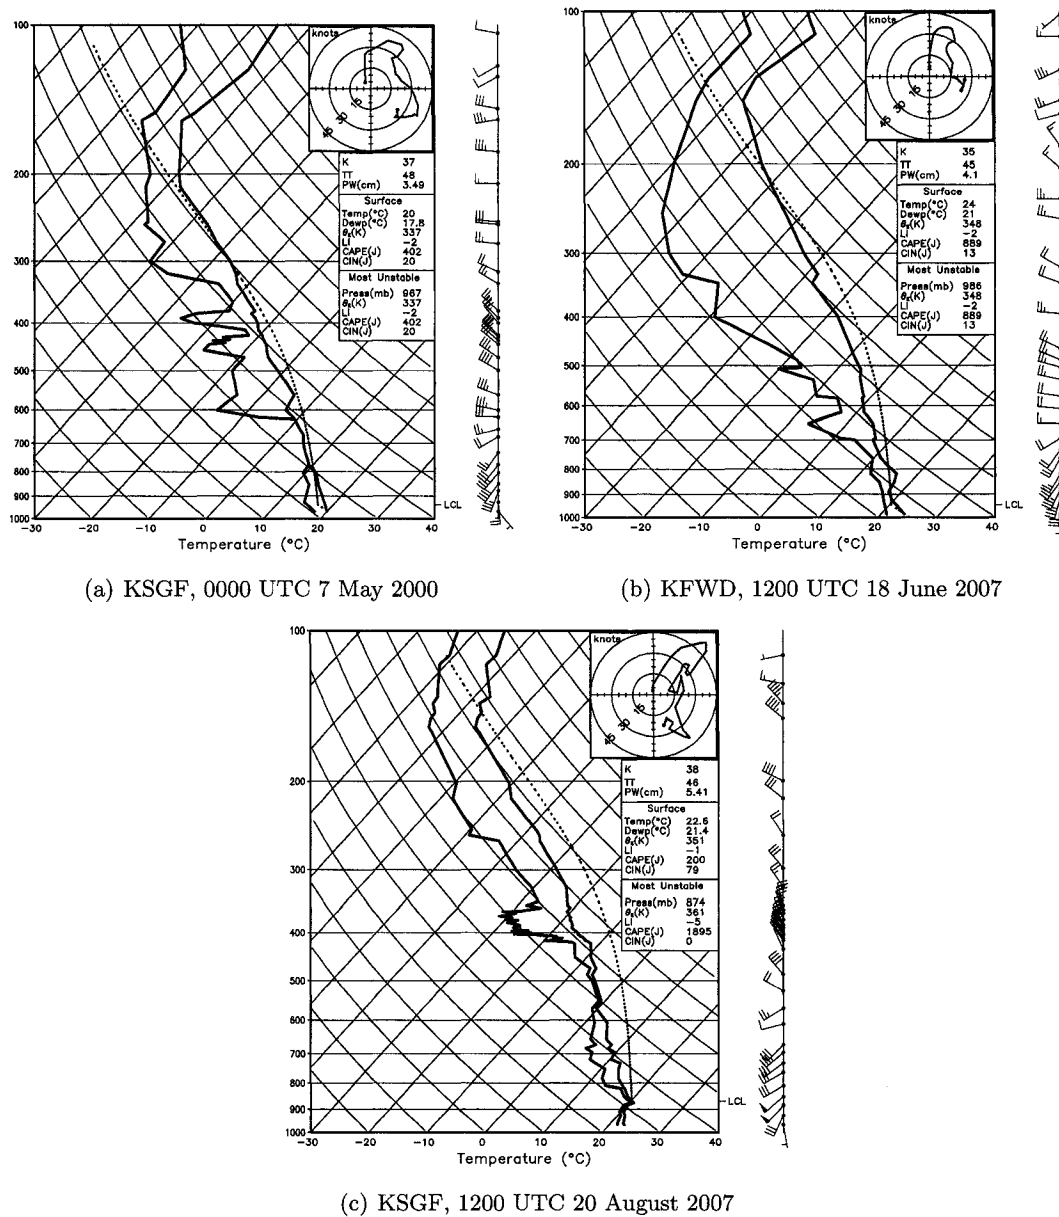 knots
45 30 15
K 37
TT 48
PW(cm) 3.49
Surface
Temp(°C) 20
Dewp(°C) 17.8
θE(K) 337
LI −2
CAPE(J) 402
CIN(J) 20
Most Unstable
Press(mb) 967
θE(K) 337
LI −2
CAPE(J) 402
CIN(J) 20
100
200
300
400
500
600
700
800
900
1000
LCL
−30 −20 −10 0 10 20 30 40
Temperature (°C)
(a) KSGF, 0000 UTC 7 May 2000
knots
45 30 15
K 35
TT 45
PW(cm) 4.1
Surface
Temp(°C) 24
Dewp(°C) 21
θE(K) 348
LI −2
CAPE(J) 889
CIN(J) 13
Most Unstable
Press(mb) 986
θE(K) 348
LI −2
CAPE(J) 889
CIN(J) 13
100
200
300
400
500
600
700
800
900
1000
LCL
−30 −20 −10 0 10 20 30 40
Temperature (°C)
(b) KFWD, 1200 UTC 18 June 2007
knots
45 30 15
K 38
TT 46
PW(cm) 5.41
Surface
Temp(°C) 22.6
Dewp(°C) 21.4
θE(K) 351
LI −1
CAPE(J) 200
CIN(J) 79
Most Unstable
Press(mb) 874
θE(K) 361
LI −5
CAPE(J) 1895
CIN(J) 0
100
200
300
400
500
600
700
800
900
1000
LCL
−30 −20 −10 0 10 20 30 40
Temperature (°C)
(c) KSGF, 1200 UTC 20 August 2007